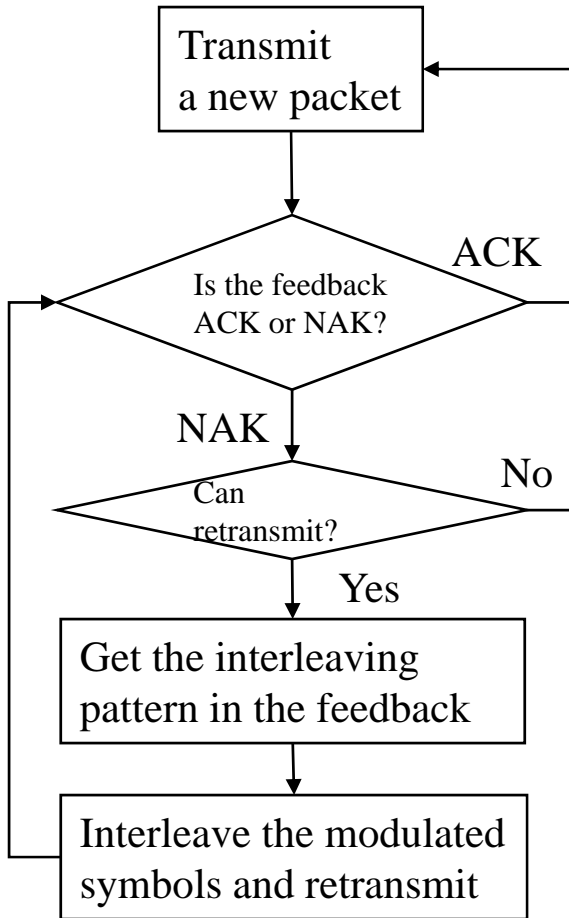 Transmit
a new packet
ACK
Is the feedback
ACK or NAK?
NAK
No
Can
retransmit?
Yes
Get the interleaving
pattern in the feedback
Interleave the modulated
symbols and retransmit